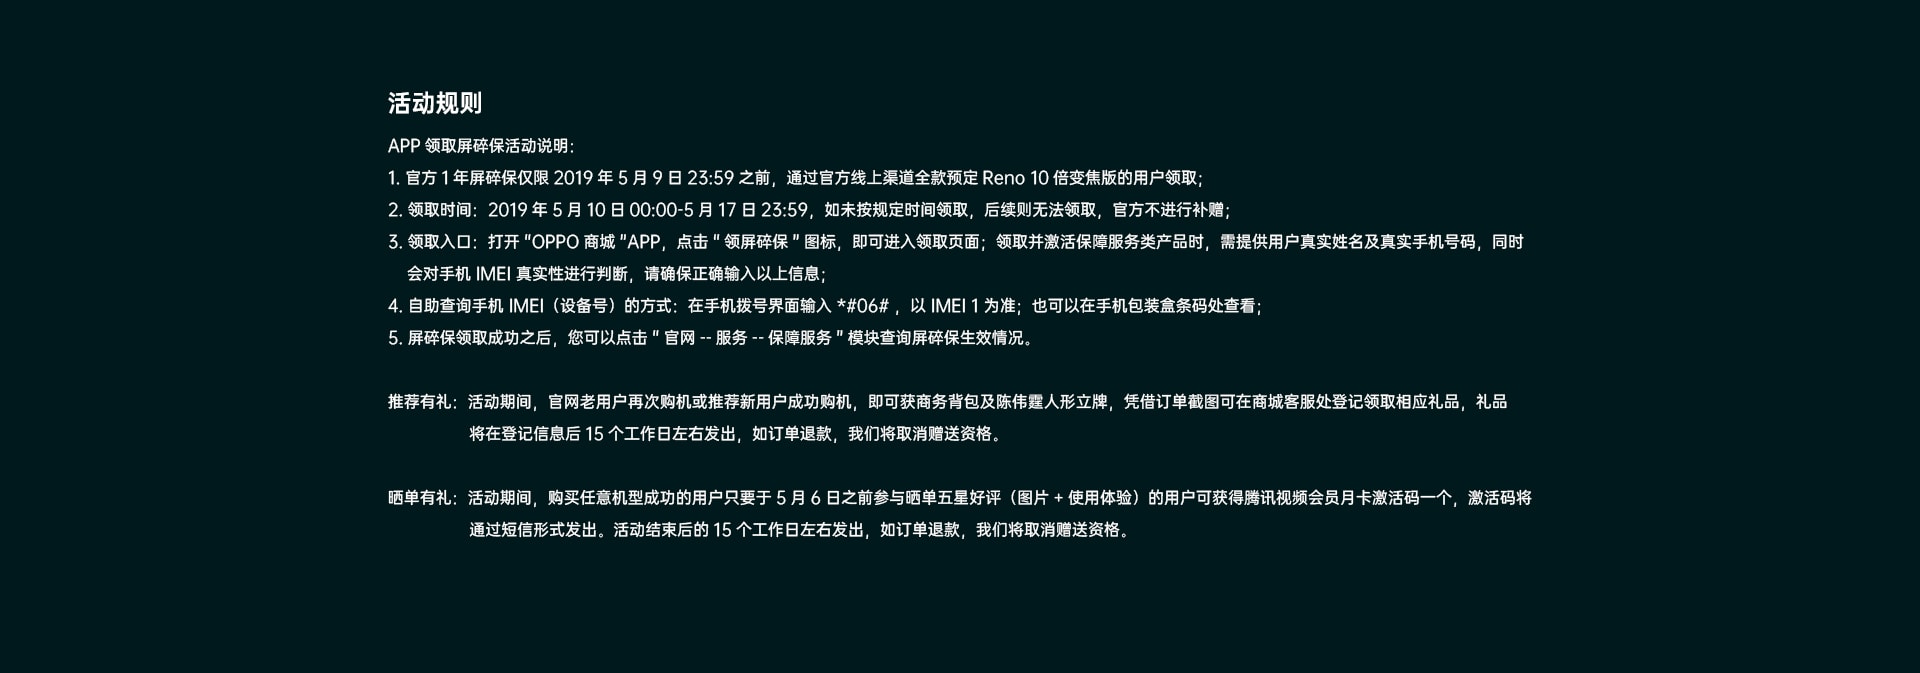 活动规则
APP 领取屏碎保活动说明：
1. 官方 1 年屏碎保仅限 2019 年 5 月 9 日 23:59 之前，通过官方线上渠道全款预定 Reno 10 倍变焦版的用户领取；
2. 领取时间：2019 年 5 月 10 日 00:00-5 月 17 日 23:59，如未按规定时间领取，后续则无法领取，官方不进行补赠；
3. 领取入口：打开 "OPPO 商城 "APP，点击 " 领屏碎保 " 图标，即可进入领取页面；领取并激活保障服务类产品时，需提供用户真实姓名及真实手机号码，同时
会对手机 IMEI 真实性进行判断，请确保正确输入以上信息；
4. 自助查询手机 IMEI（设备号）的方式：在手机拨号界面输入 *#06# ，以 IMEI 1 为准；也可以在手机包装盒条码处查看；
5. 屏碎保领取成功之后，您可以点击 " 官网 -- 服务 -- 保障服务 " 模块查询屏碎保生效情况。
推荐有礼：活动期间，官网老用户再次购机或推荐新用户成功购机，即可获商务背包及陈伟霆人形立牌，凭借订单截图可在商城客服处登记领取相应礼品，礼品
将在登记信息后 15 个工作日左右发出，如订单退款，我们将取消赠送资格。
晒单有礼：活动期间，购买任意机型成功的用户只要于 5 月 6 日之前参与晒单五星好评（图片 + 使用体验）的用户可获得腾讯视频会员月卡激活码一个，激活码将
通过短信形式发出。活动结束后的 15 个工作日左右发出，如订单退款，我们将取消赠送资格。